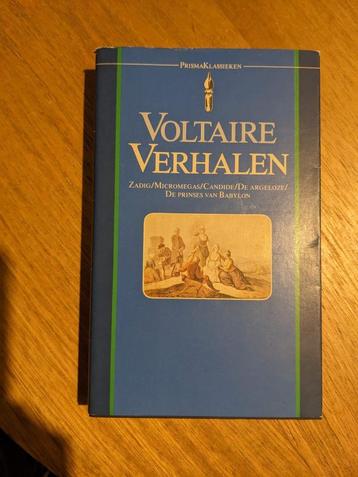 PRISMAKLASSIEKEN
VOLTAIRE
VERHALEN
ZADIG/MICROMEGAS/CANDIDE/DE ARGELOZE/
DE PRINSES VAN BABYLON